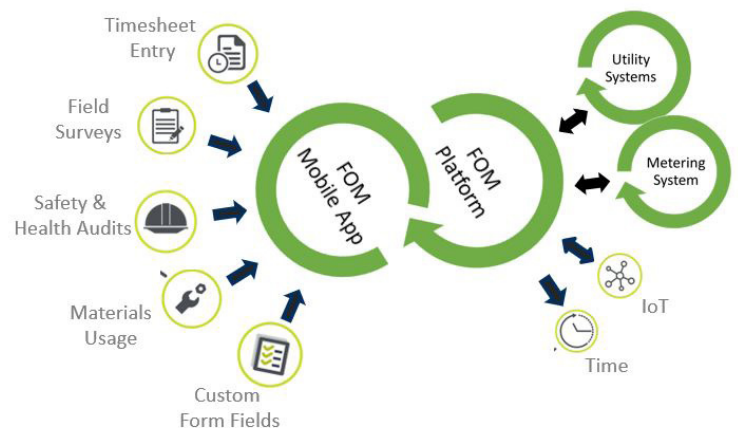 Timesheet
Entry
Field
Surveys
Safety &
Health Audits
Materials
Usage
Custom
Form Fields
FOM
Mobile App
FOM
Platform
Utility
Systems
Metering
System
IoT
Time